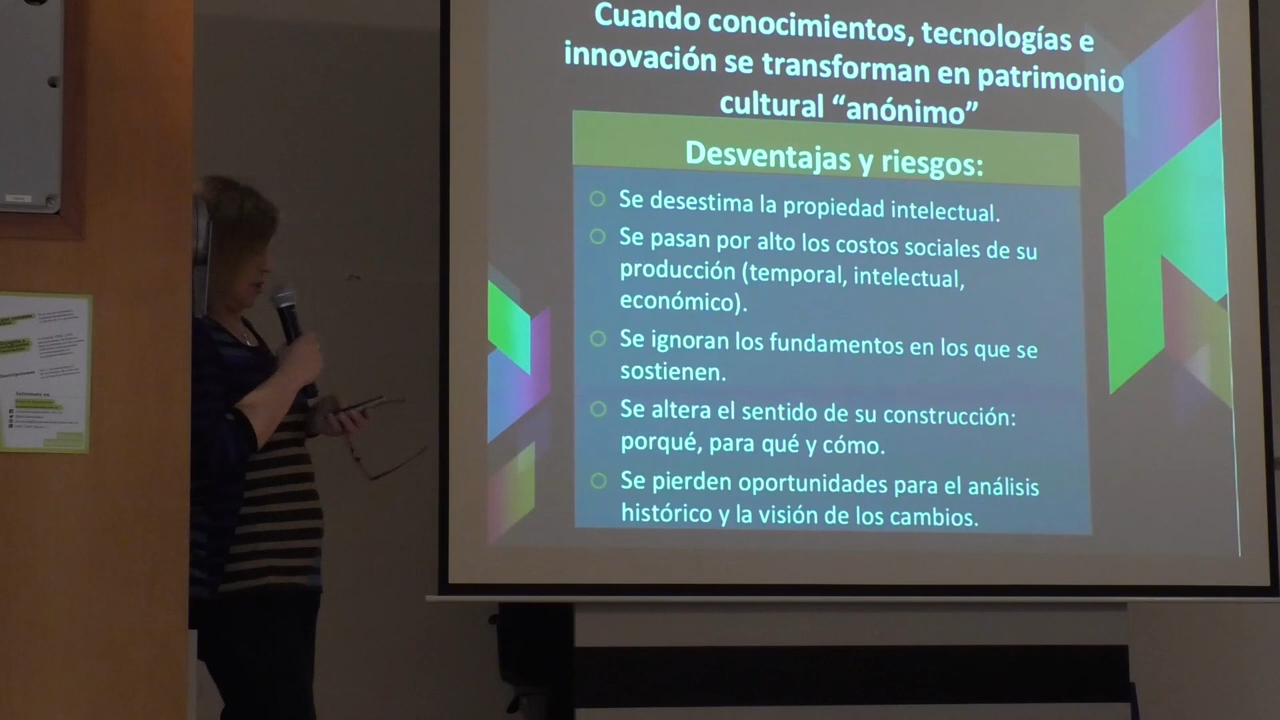 Cuando conocimientos, tecnologías e
innovación se transforman en patrimonio
cultural “anónimo”
Desventajas y riesgos:
Se desestima la propiedad intelectual.
Se pasan por alto los costos sociales de su
producción (temporal, intelectual,
económico).
Se ignoran los fundamentos en los que se
sostienen.
Se altera el sentido de su construcción:
porqué, para qué y cómo.
Se pierden oportunidades para el análisis
histórico y la visión de los cambios.